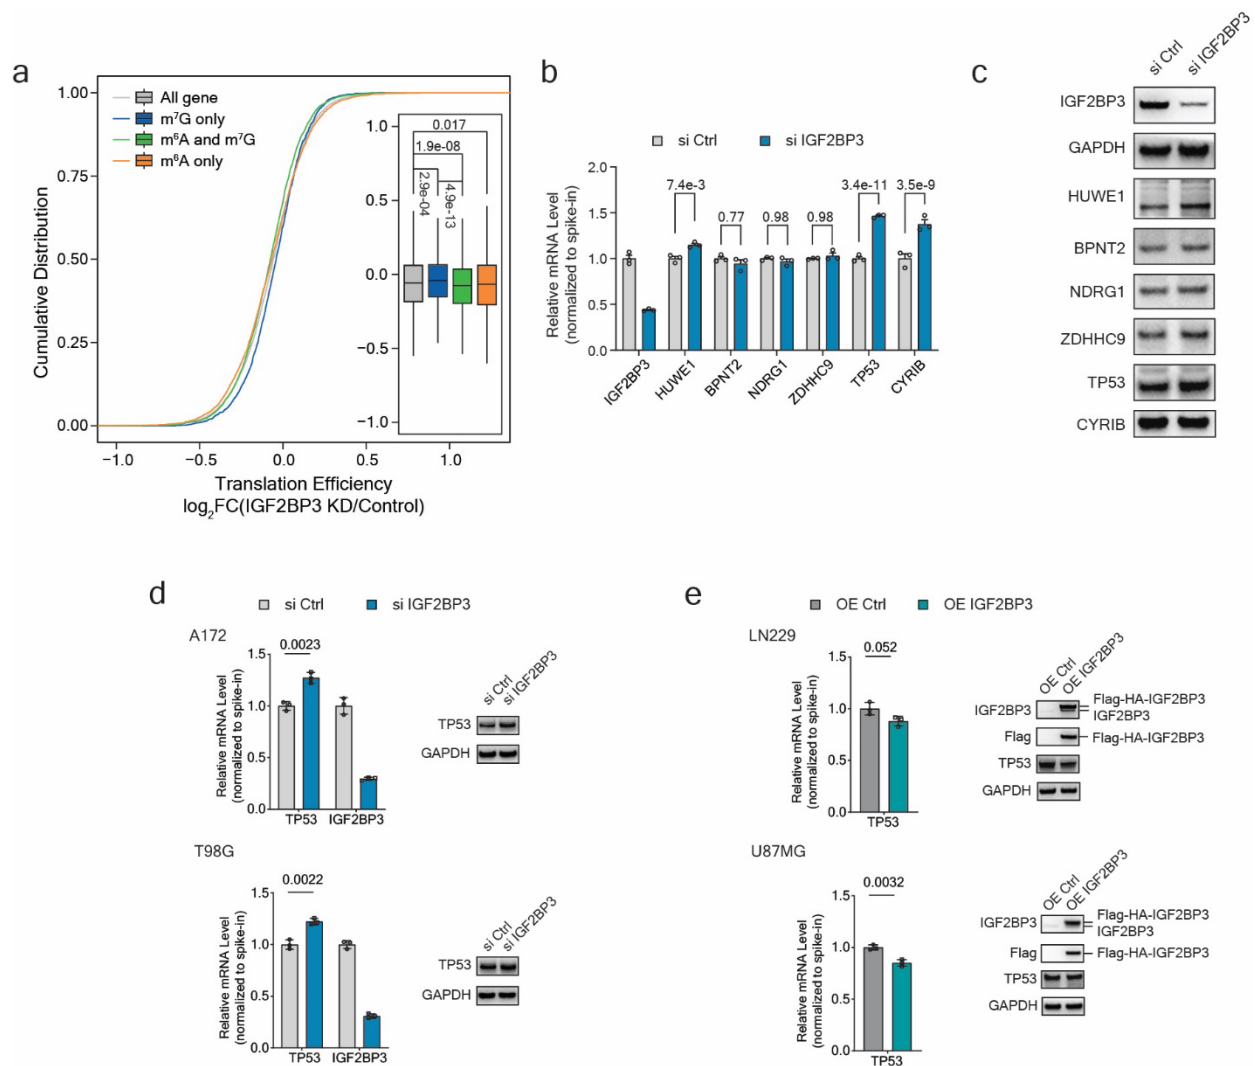 a
1.00
0.75
0.50
0.25
0.00
Cumulative Distribution
All gene
m⁷G only
m⁶A and m⁷G
m⁶A only
1.0
0.5
0.0
−0.5
−1.0
0.017
1.9e-08
2.9e-04
4.9e-13
−1.0
−0.5
0.0
0.5
1.0
Translation Efficiency
log₂FC(IGF2BP3 KD/Control)
b
si Ctrl
si IGF2BP3
Relative mRNA Level
(normalized to spike-in)
2.0
1.5
1.0
0.5
0.0
7.4e-3
0.77
0.98
0.98
3.4e-11
3.5e-9
IGF2BP3
HUWE1
BPNT2
NDRG1
ZDHHC9
TP53
CYRIB
c
si Ctrl
si IGF2BP3
IGF2BP3
GAPDH
HUWE1
BPNT2
NDRG1
ZDHHC9
TP53
CYRIB
d
si Ctrl
si IGF2BP3
A172
Relative mRNA Level
(normalized to spike-in)
1.5
1.0
0.5
0.0
0.0023
TP53
IGF2BP3
si Ctrl
si IGF2BP3
TP53
GAPDH
T98G
Relative mRNA Level
(normalized to spike-in)
1.5
1.0
0.5
0.0
0.0022
TP53
IGF2BP3
si Ctrl
si IGF2BP3
TP53
GAPDH
e
OE Ctrl
OE IGF2BP3
LN229
Relative mRNA Level
(normalized to spike-in)
1.5
1.0
0.5
0.0
0.052
TP53
OE Ctrl
OE IGF2BP3
IGF2BP3
Flag-HA-IGF2BP3
IGF2BP3
Flag
Flag-HA-IGF2BP3
TP53
GAPDH
U87MG
Relative mRNA Level
(normalized to spike-in)
1.5
1.0
0.5
0.0
0.0032
TP53
OE Ctrl
OE IGF2BP3
IGF2BP3
Flag-HA-IGF2BP3
IGF2BP3
Flag
Flag-HA-IGF2BP3
TP53
GAPDH